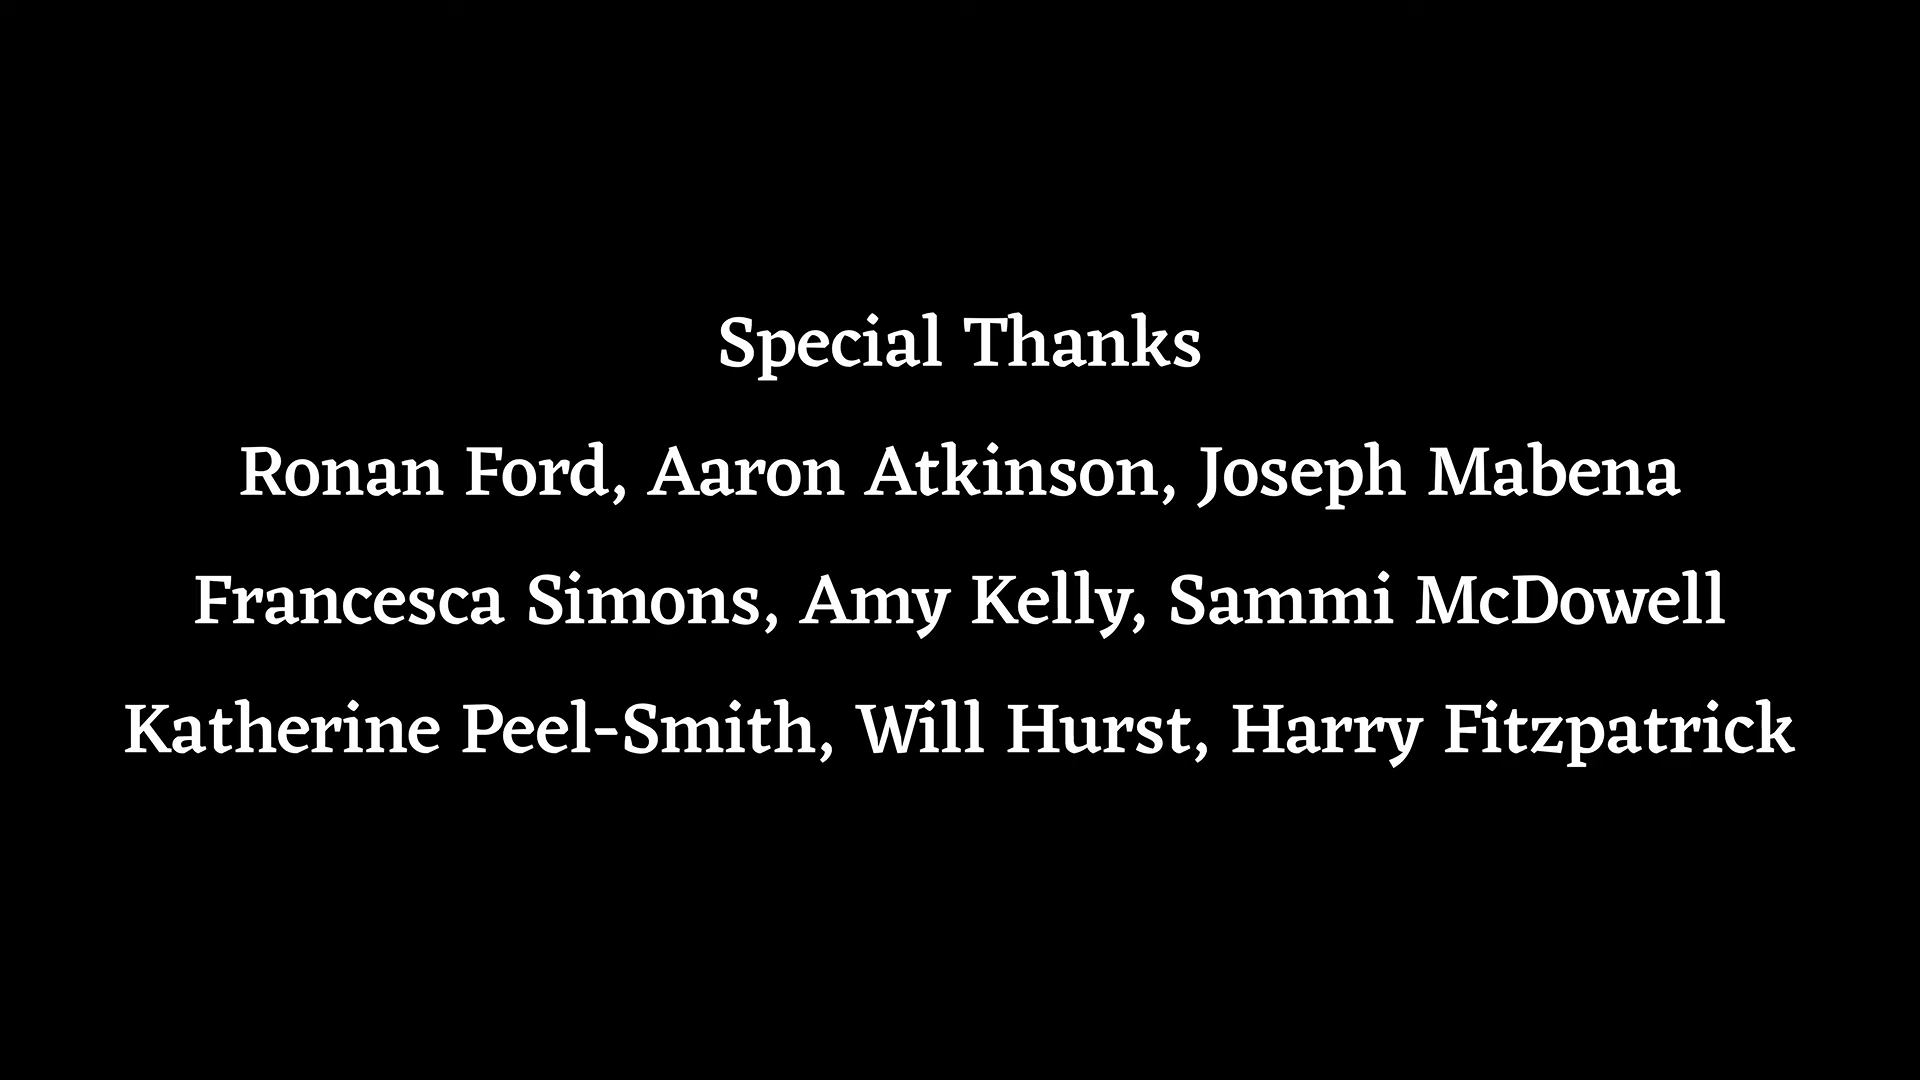 Special Thanks
Ronan Ford, Aaron Atkinson, Joseph Mabena
Francesca Simons, Amy Kelly, Sammi McDowell
Katherine Peel-Smith, Will Hurst, Harry Fitzpatrick